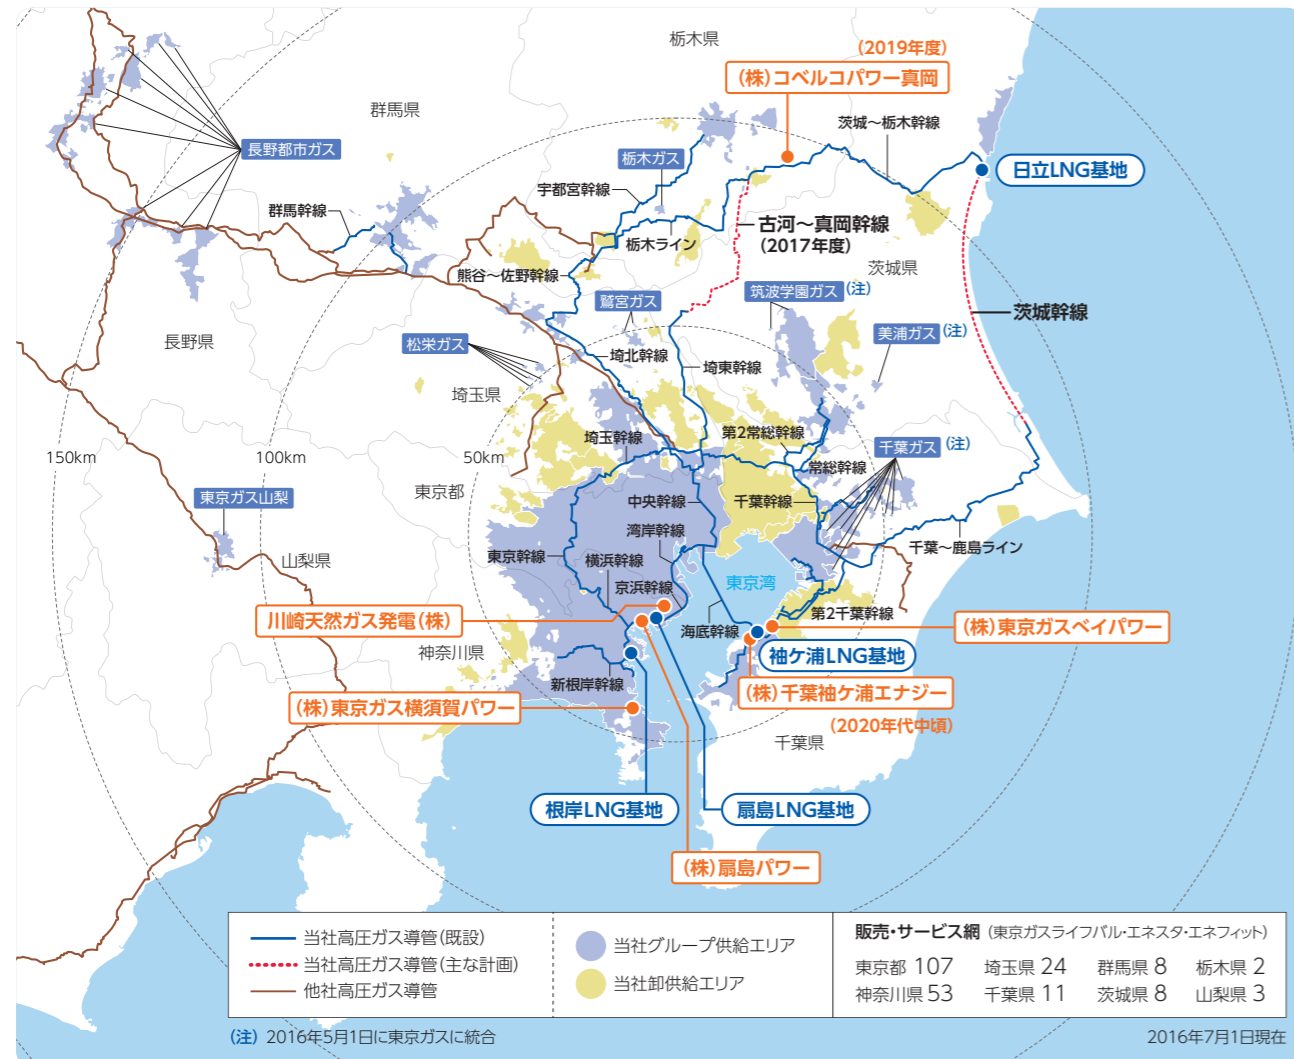 栃木県
(2019年度)
(株)コベルコパワー真岡
群馬県
茨城～栃木幹線
長野都市ガス
栃木ガス
日立LNG基地
宇都宮幹線
群馬幹線
古河～真岡幹線
(2017年度)
栃木ライン
茨城県
熊谷～佐野幹線
鷲宮ガス
筑波学園ガス(注)
茨城幹線
美浦ガス(注)
長野県
松栄ガス
埼北幹線
埼東幹線
埼玉県
埼玉幹線
第2常総幹線
千葉ガス(注)
150km
100km
50km
常総幹線
東京都
東京ガス山梨
中央幹線
千葉幹線
湾岸幹線
千葉～鹿島ライン
東京幹線
横浜幹線
山梨県
東京湾
京浜幹線
川崎天然ガス発電(株)
海底幹線
第2千葉幹線
(株)東京ガスベイパワー
神奈川県
袖ケ浦LNG基地
新根岸幹線
(株)千葉袖ケ浦エナジー
(株)東京ガス横須賀パワー
(2020年代中頃)
千葉県
根岸LNG基地
扇島LNG基地
(株)扇島パワー
当社高圧ガス導管(既設)
当社高圧ガス導管(主な計画)
他社高圧ガス導管
当社グループ供給エリア
当社卸供給エリア
販売・サービス網 (東京ガスライフバル・エネスタ・エネフィット)
東京都 107 埼玉県 24 群馬県 8 栃木県 2
神奈川県 53 千葉県 11 茨城県 8 山梨県 3
(注) 2016年5月1日に東京ガスに統合
2016年7月1日現在